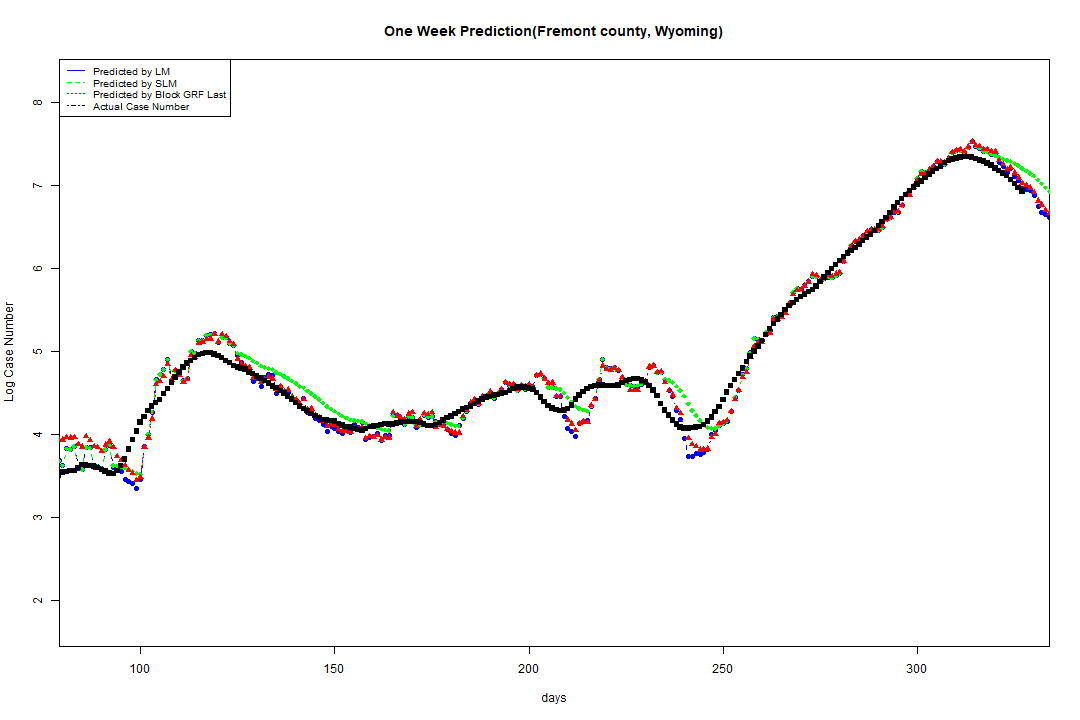 One Week Prediction(Fremont county, Wyoming)
Predicted by LM
Predicted by SLM
Predicted by Block GRF Last
Actual Case Number
8
7
6
5
4
3
2
Log Case Number
100 150 200 250 300
days